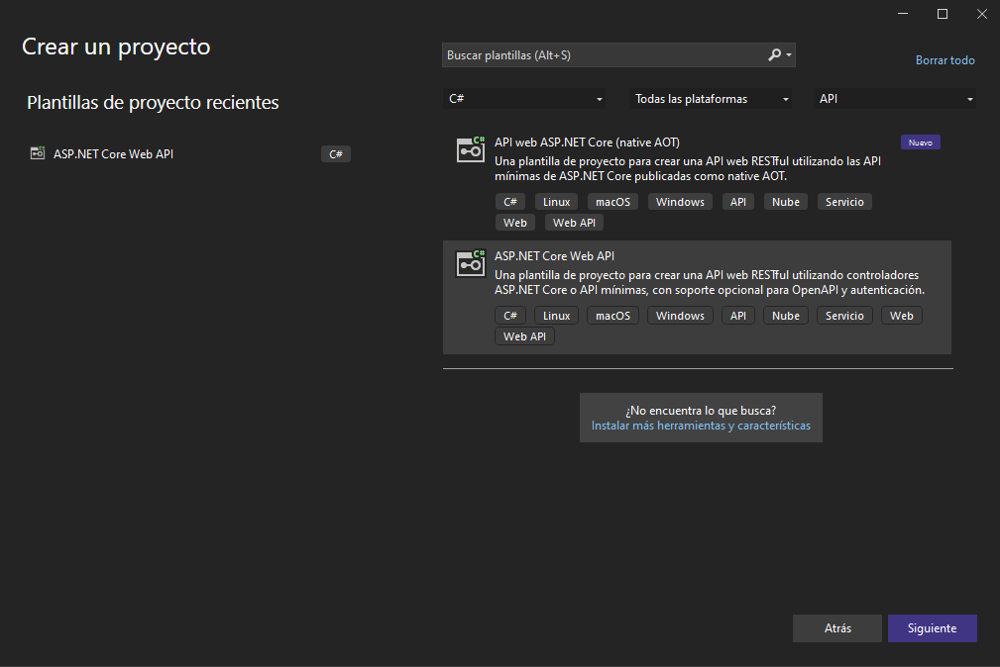 Crear un proyecto
Plantillas de proyecto recientes
ASP.NET Core Web API C#
Buscar plantillas (Alt+S)
Borrar todo
C# Todas las plataformas API
API web ASP.NET Core (native AOT) Nuevo
Una plantilla de proyecto para crear una API web RESTful utilizando las API
mínimas de ASP.NET Core publicadas como native AOT.
C# Linux macOS Windows API Nube Servicio
Web Web API
ASP.NET Core Web API
Una plantilla de proyecto para crear una API web RESTful utilizando controladores
ASP.NET Core o API mínimas, con soporte opcional para OpenAPI y autenticación.
C# Linux macOS Windows API Nube Servicio Web
Web API
¿No encuentra lo que busca?
Instalar más herramientas y características
Atrás Siguiente